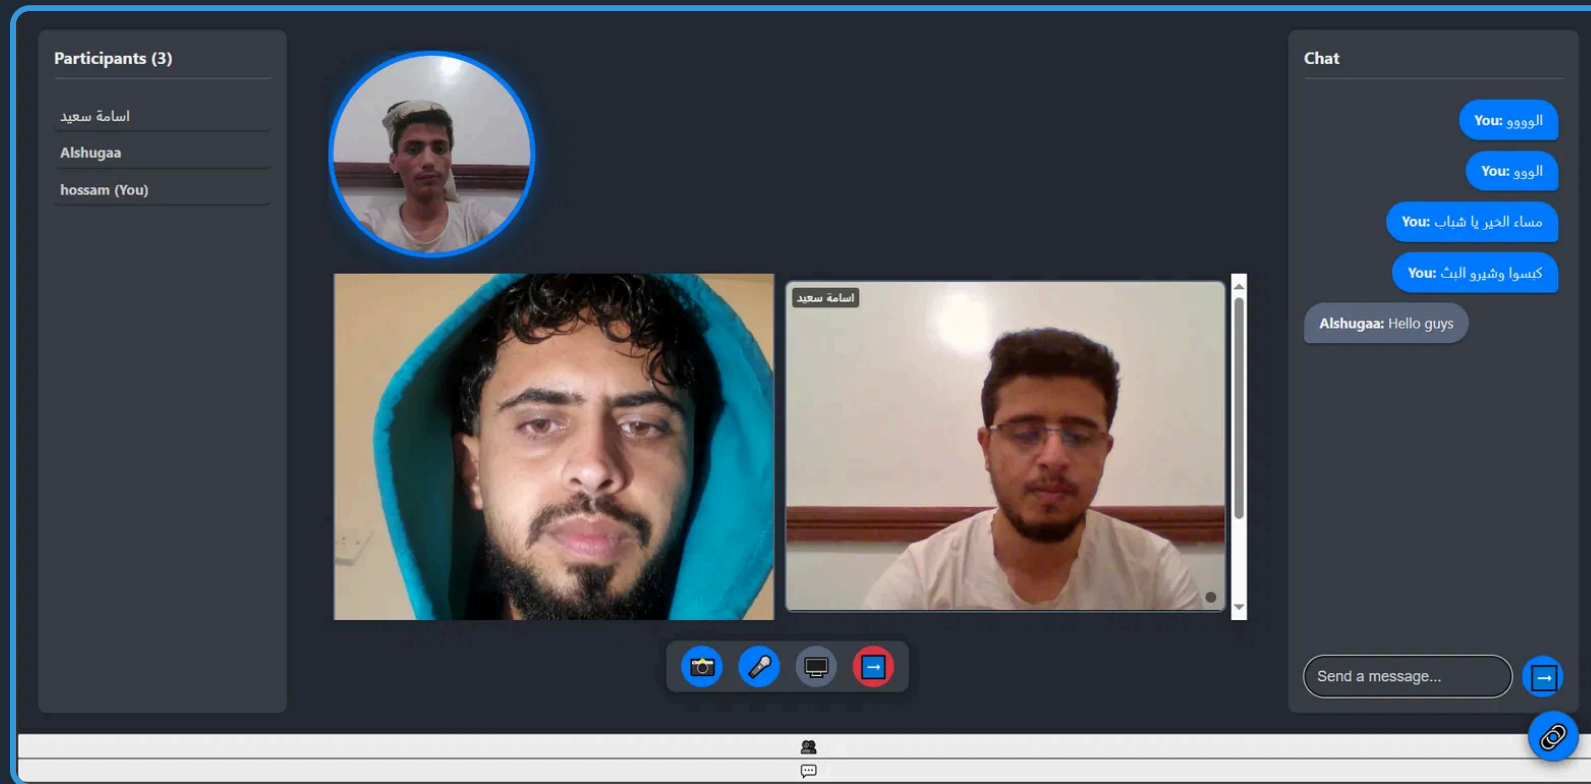 Participants (3)
اسامة سعيد
Alshugaa
hossam (You)
اسامة سعيد
Chat
You: الوووو
You: الووو
You: مساء الخير يا شباب
You: كبسوا وشيرو البث
Alshugaa: Hello guys
Send a message...